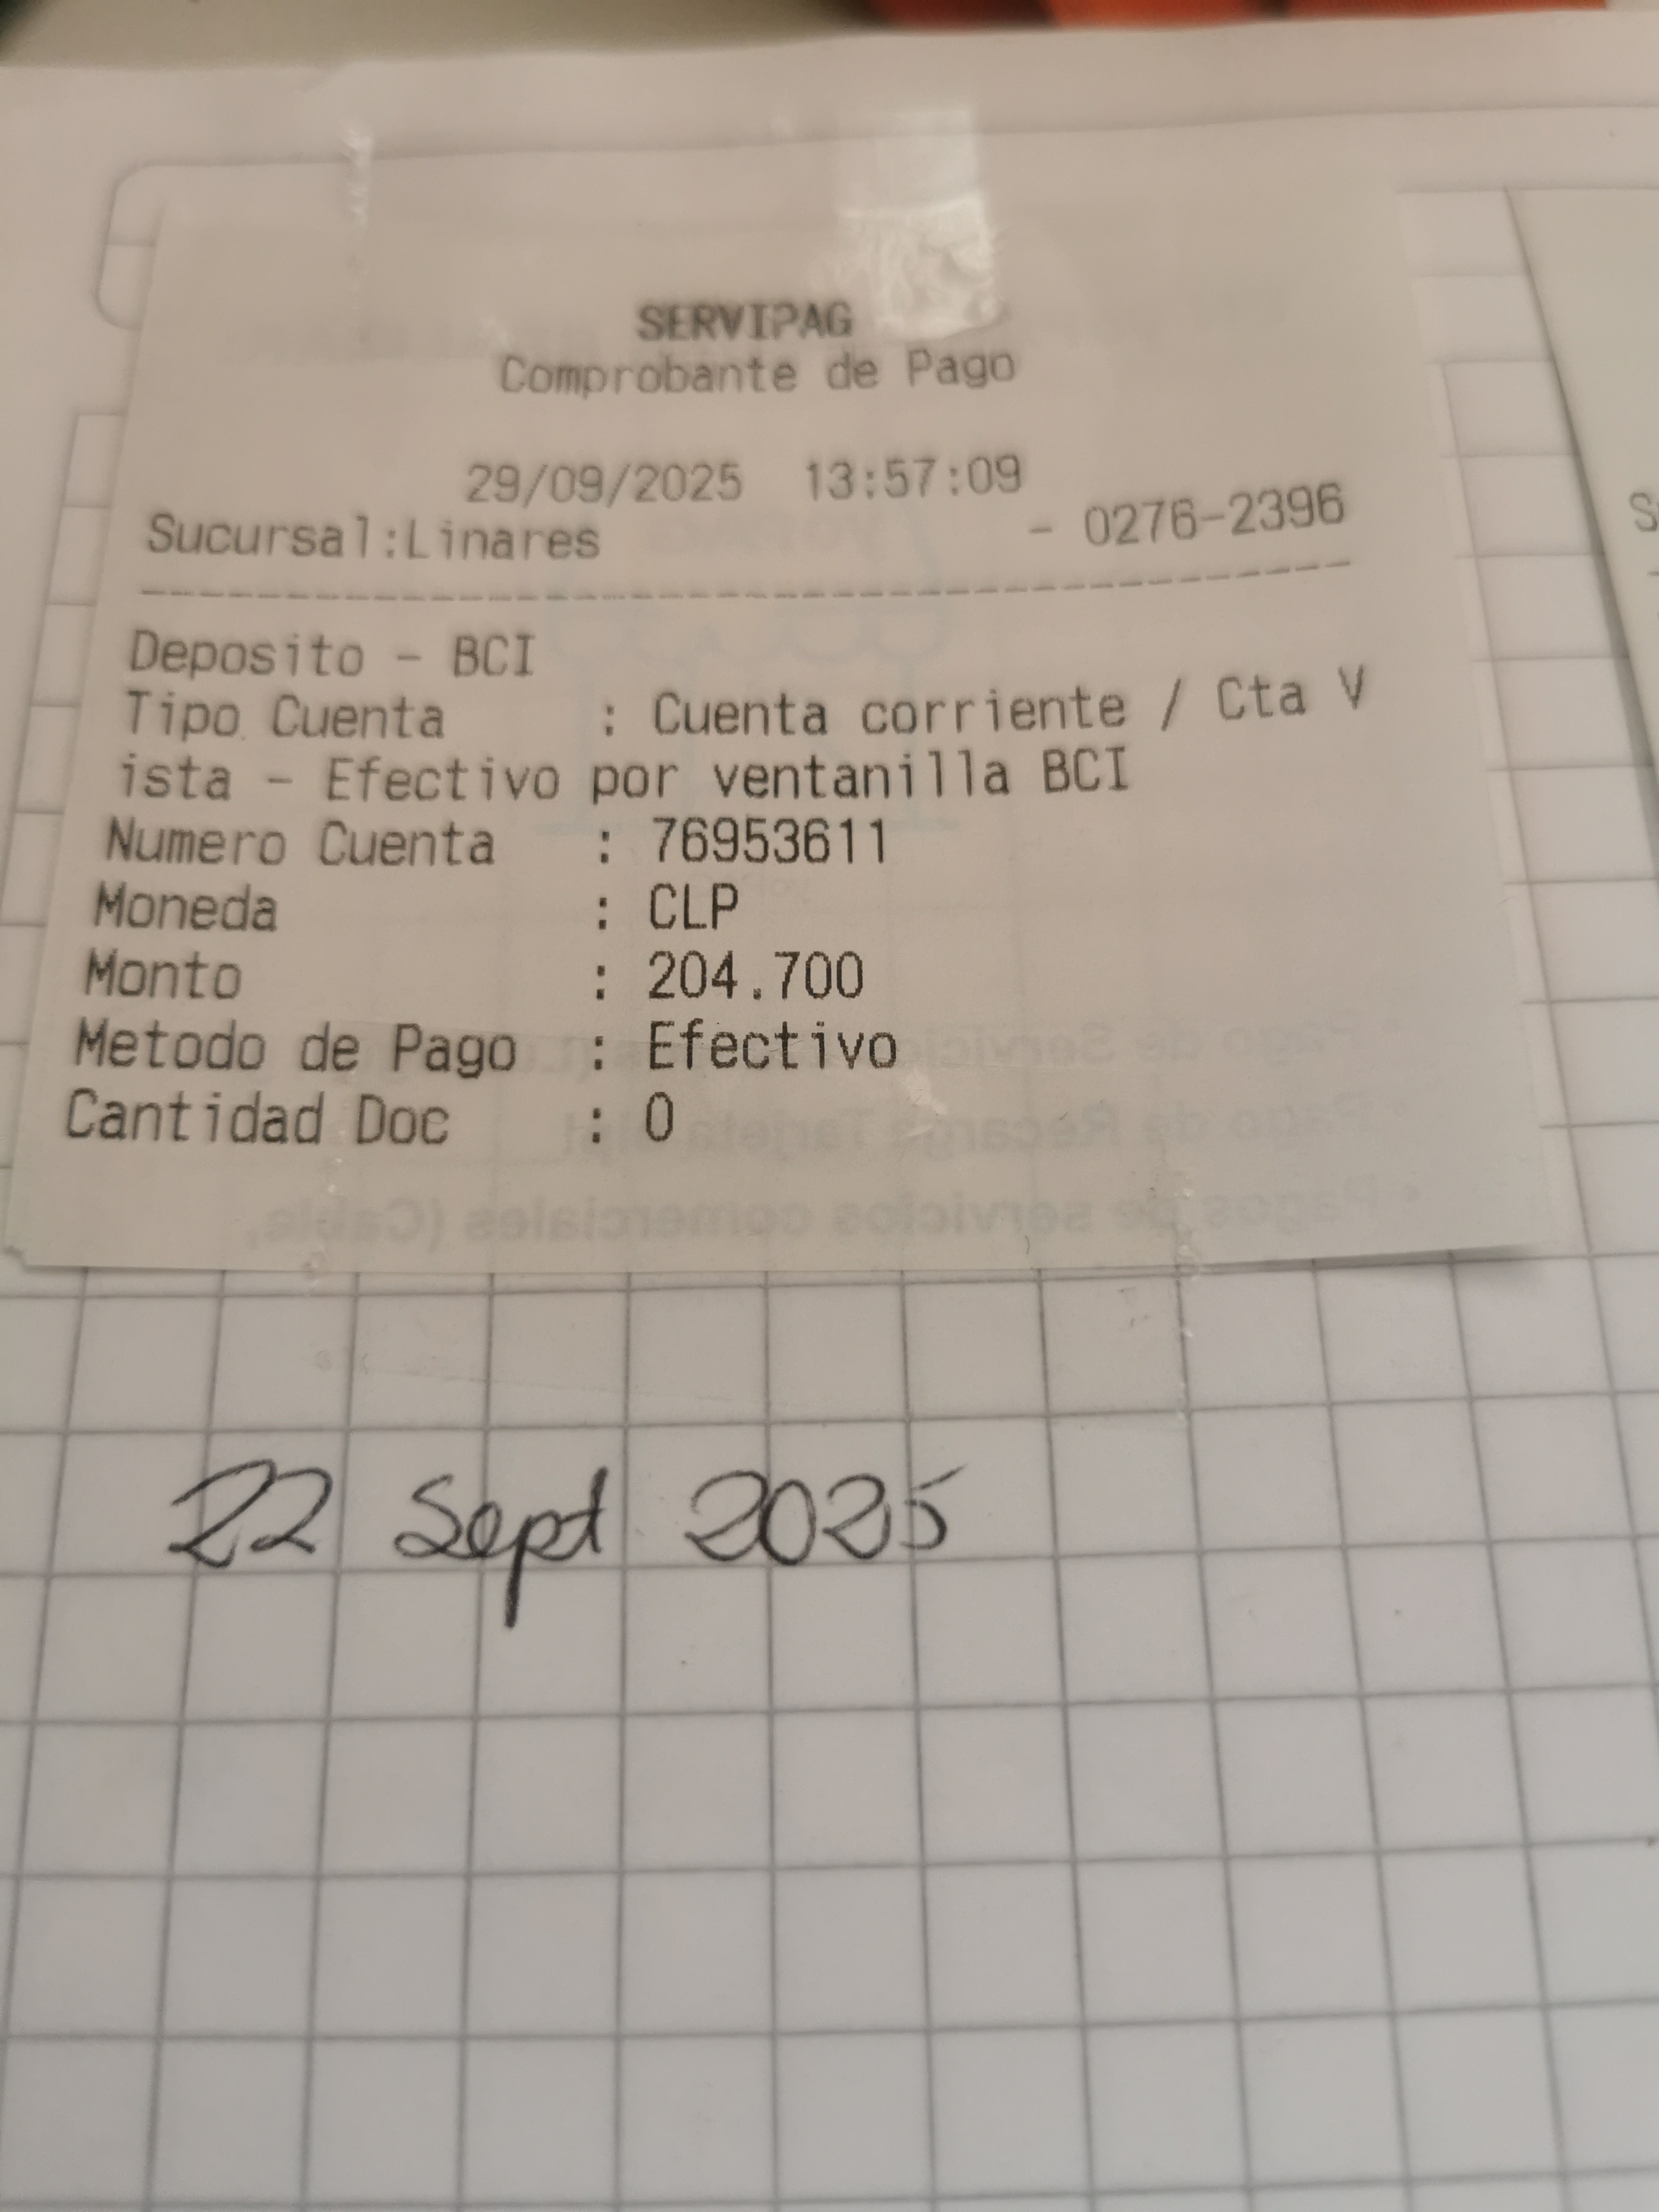 SERVIPAG
Comprobante de Pago
29/09/2025 13:57:09
Sucursal:Linares - 0276-2396
--------------------------------
Deposito - BCI
Tipo Cuenta : Cuenta corriente / Cta V
ista - Efectivo por ventanilla BCI
Numero Cuenta : 76953611
Moneda : CLP
Monto : 204.700
Metodo de Pago : Efectivo
Cantidad Doc : 0
22 Sept 2025